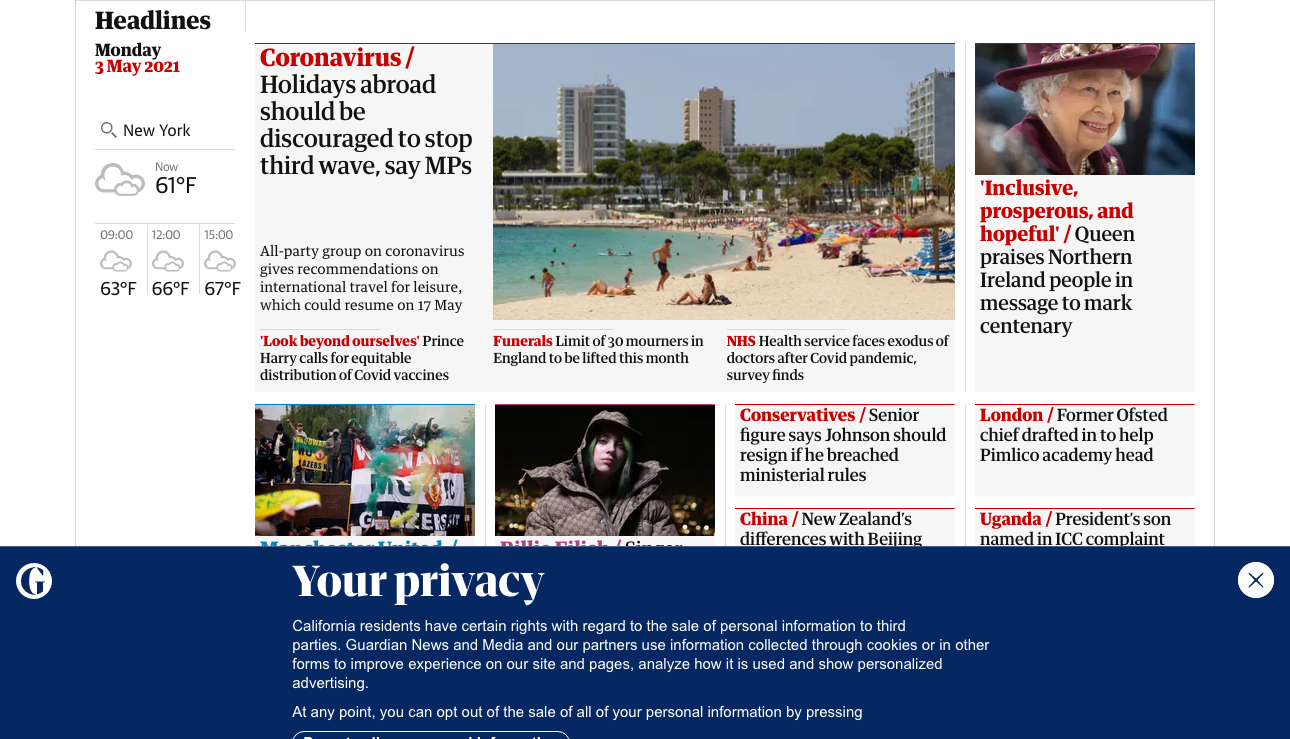 Headlines
Monday
3 May 2021
New York
Now
61°F
09:00
12:00
15:00
63°F
66°F
67°F
Coronavirus /
Holidays abroad
should be
discouraged to stop
third wave, say MPs
All-party group on coronavirus
gives recommendations on
international travel for leisure,
which could resume on 17 May
'Look beyond ourselves' Prince
Harry calls for equitable
distribution of Covid vaccines
Funerals Limit of 30 mourners in
England to be lifted this month
NHS Health service faces exodus of
doctors after Covid pandemic,
survey finds
'Inclusive,
prosperous, and
hopeful' / Queen
praises Northern
Ireland people in
message to mark
centenary
GLAZERS
Manchester United /
Billie Eilish / Singer
Conservatives / Senior
figure says Johnson should
resign if he breached
ministerial rules
China / New Zealand's
differences with Beijing
London / Former Ofsted
chief drafted in to help
Pimlico academy head
Uganda / President's son
named in ICC complaint
Your privacy
California residents have certain rights with regard to the sale of personal information to third
parties. Guardian News and Media and our partners use information collected through cookies or in other
forms to improve experience on our site and pages, analyze how it is used and show personalized
advertising.
At any point, you can opt out of the sale of all of your personal information by pressing